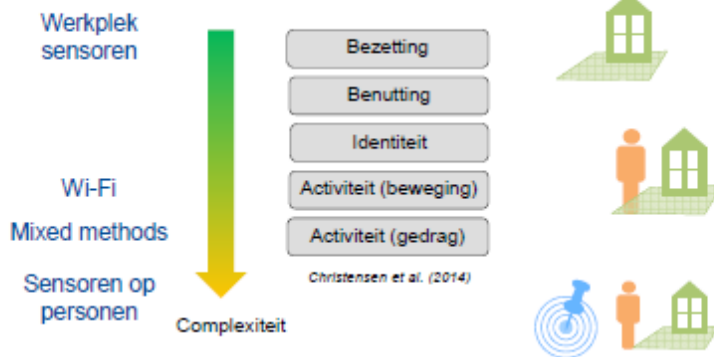 Werkplek
sensoren
Bezetting
Benutting
Identiteit
Wi-Fi
Activiteit (beweging)
Mixed methods
Activiteit (gedrag)
Sensoren op
personen
Christensen et al. (2014)
Complexiteit